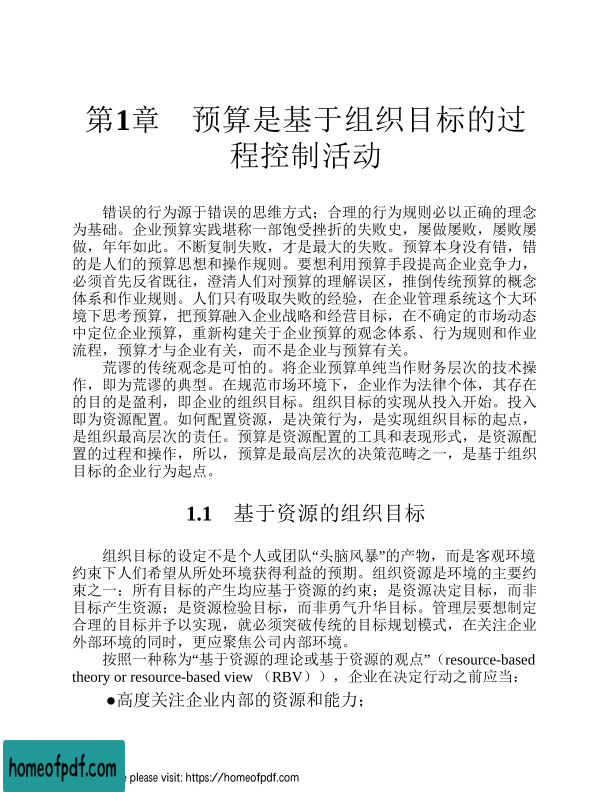 第1章　预算是基于组织目标的过
程控制活动
错误的行为源于错误的思维方式；合理的行为规则必以正确的理念
为基础。企业预算实践堪称一部饱受挫折的失败史，屡做屡败，屡败屡
做，年年如此。不断复制失败，才是最大的失败。预算本身没有错，错
的是人们的预算思想和操作规则。要想利用预算手段提高企业竞争力，
必须首先反省既往，澄清人们对预算的理解误区，推倒传统预算的概念
体系和作业规则。人们只有吸取失败的经验，在企业管理系统这个大环
境下思考预算，把预算融入企业战略和经营目标，在不确定的市场动态
中定位企业预算，重新构建关于企业预算的观念体系、行为规则和作业
流程，预算才与企业有关，而不是企业与预算有关。
荒谬的传统观念是可怕的。将企业预算单纯当作财务层次的技术操
作，即为荒谬的典型。在规范市场环境下，企业作为法律个体，其存在
的目的是盈利，即企业的组织目标。组织目标的实现从投入开始。投入
即为资源配置。如何配置资源，是决策行为，是实现组织目标的起点，
是组织最高层次的责任。预算是资源配置的工具和表现形式，是资源配
置的过程和操作，所以，预算是最高层次的决策范畴之一，是基于组织
目标的企业行为起点。
1.1　基于资源的组织目标
组织目标的设定不是个人或团队“头脑风暴”的产物，而是客观环境
约束下人们希望从所处环境获得利益的预期。组织资源是环境的主要约
束之一：所有目标的产生均应基于资源的约束；是资源决定目标，而非
目标产生资源；是资源检验目标，而非勇气升华目标。管理层要想制定
合理的目标并予以实现，就必须突破传统的目标规划模式，在关注企业
外部环境的同时，更应聚焦公司内部环境。
按照一种称为“基于资源的理论或基于资源的观点”（resource-based
theory or resource-based view （RBV）），企业在决定行动之前应当：
●高度关注企业内部的资源和能力；
homeofpdf.com
e please visit: https://homeofpdf.com